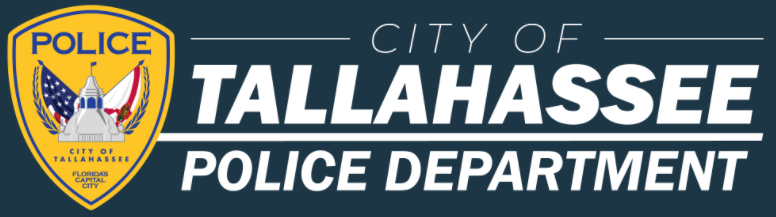 POLICE
CITY OF
TALLAHASSEE
FLORIDA'S
CAPITAL
CITY
CITY OF
TALLAHASSEE
POLICE DEPARTMENT